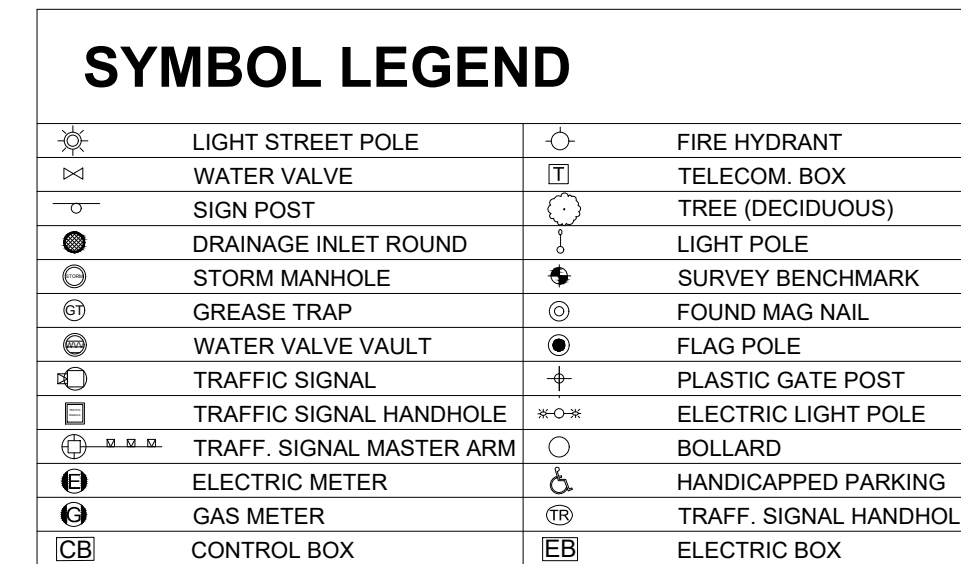 SYMBOL LEGEND
LIGHT STREET POLE FIRE HYDRANT
WATER VALVE T TELECOM. BOX
SIGN POST TREE (DECIDUOUS)
DRAINAGE INLET ROUND LIGHT POLE
STORM STORM MANHOLE SURVEY BENCHMARK
GT GREASE TRAP FOUND MAG NAIL
WATER VALVE VAULT FLAG POLE
TRAFFIC SIGNAL PLASTIC GATE POST
TRAFFIC SIGNAL HANDHOLE ELECTRIC LIGHT POLE
TRAFF. SIGNAL MASTER ARM BOLLARD
E ELECTRIC METER HANDICAPPED PARKING
G GAS METER TR TRAFF. SIGNAL HANDHOL
CB CONTROL BOX EB ELECTRIC BOX